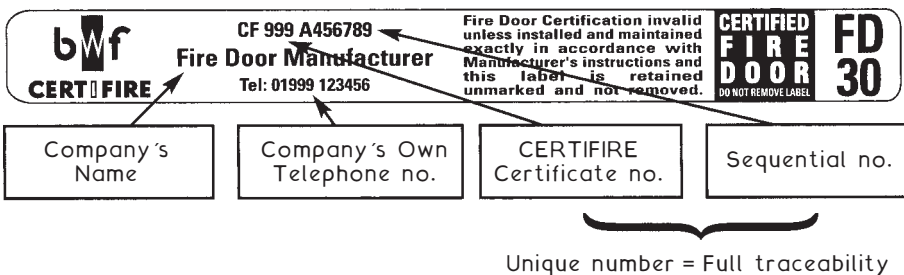 bwf
CERTIFIRE
CF 999 A456789
Fire Door Manufacturer
Tel: 01999 123456
Fire Door Certification invalid
unless installed and maintained
exactly in accordance with
Manufacturer's instructions and
this label is retained
unmarked and not removed.
CERTIFIED
FIRE
DOOR
DO NOT REMOVE LABEL
FD
30
Company's
Name
Company's Own
Telephone no.
CERTIFIRE
Certificate no.
Sequential no.
Unique number = Full traceability